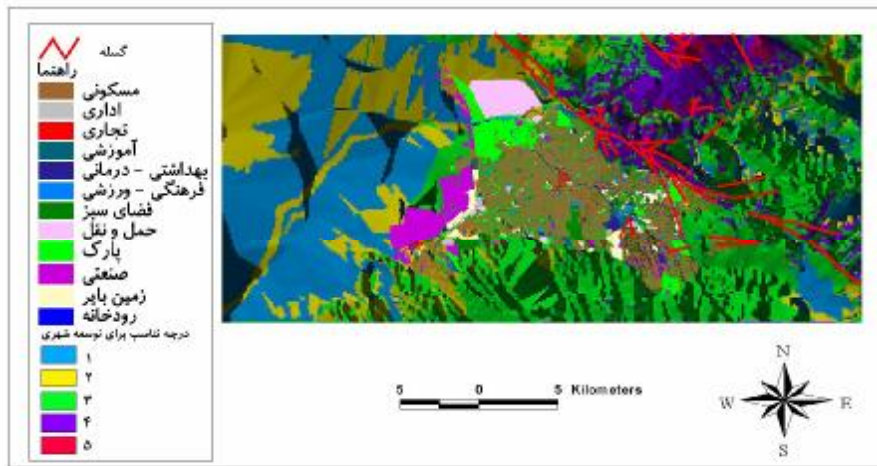 گسله
راهنما
مسکونی
اداری
تجاری
آموزشی
بهداشتی - درمانی
فرهنگی - ورزشی
فضای سبز
حمل و نقل
پارک
صنعتی
زمین بایر
رودخانه
درجه تناسب برای توسعه شهری
۱
۲
۳
۴
۵
5 0 5 Kilometers
N
W E
S